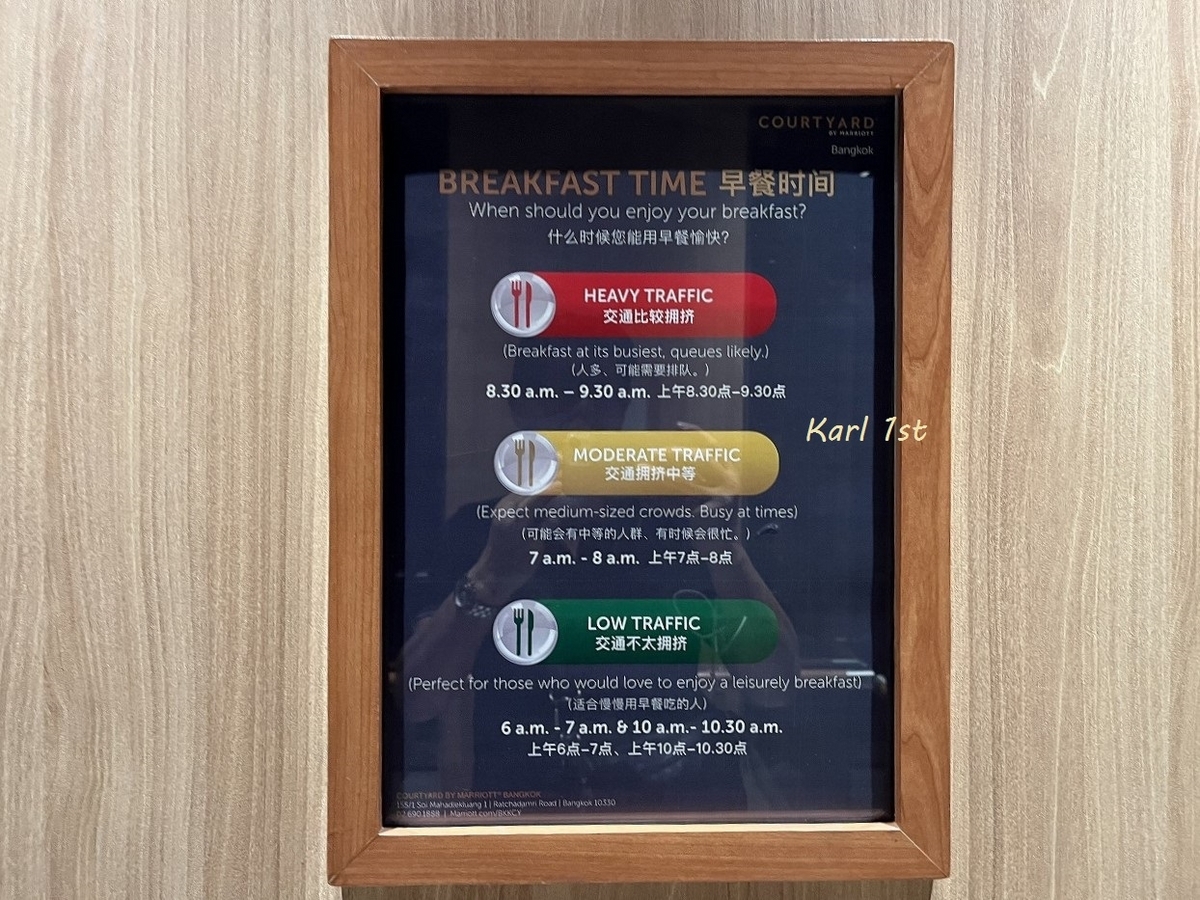 COURTYARD
BY MARRIOTT
Bangkok
BREAKFAST TIME 早餐时间
When should you enjoy your breakfast?
什么时候您能用早餐愉快?
HEAVY TRAFFIC
交通比较拥挤
(Breakfast at its busiest, queues likely.)
(人多、可能需要排队。)
8.30 a.m. – 9.30 a.m. 上午8.30点–9.30点
Karl 1st
MODERATE TRAFFIC
交通拥挤中等
(Expect medium-sized crowds. Busy at times)
(可能会有中等的人群、有时候会很忙。)
7 a.m. - 8 a.m. 上午7点–8点
LOW TRAFFIC
交通不太拥挤
(Perfect for those who would love to enjoy a leisurely breakfast)
(适合慢慢用早餐吃的人)
6 a.m. - 7 a.m. & 10 a.m.- 10.30 a.m.
上午6点–7点、上午10点–10.30点
COURTYARD BY MARRIOTT® BANGKOK
155/1 Soi Mahadlekluang 1 | Ratchadamri Road | Bangkok 10330
02 690 1888 | Marriott.com/BKKCY